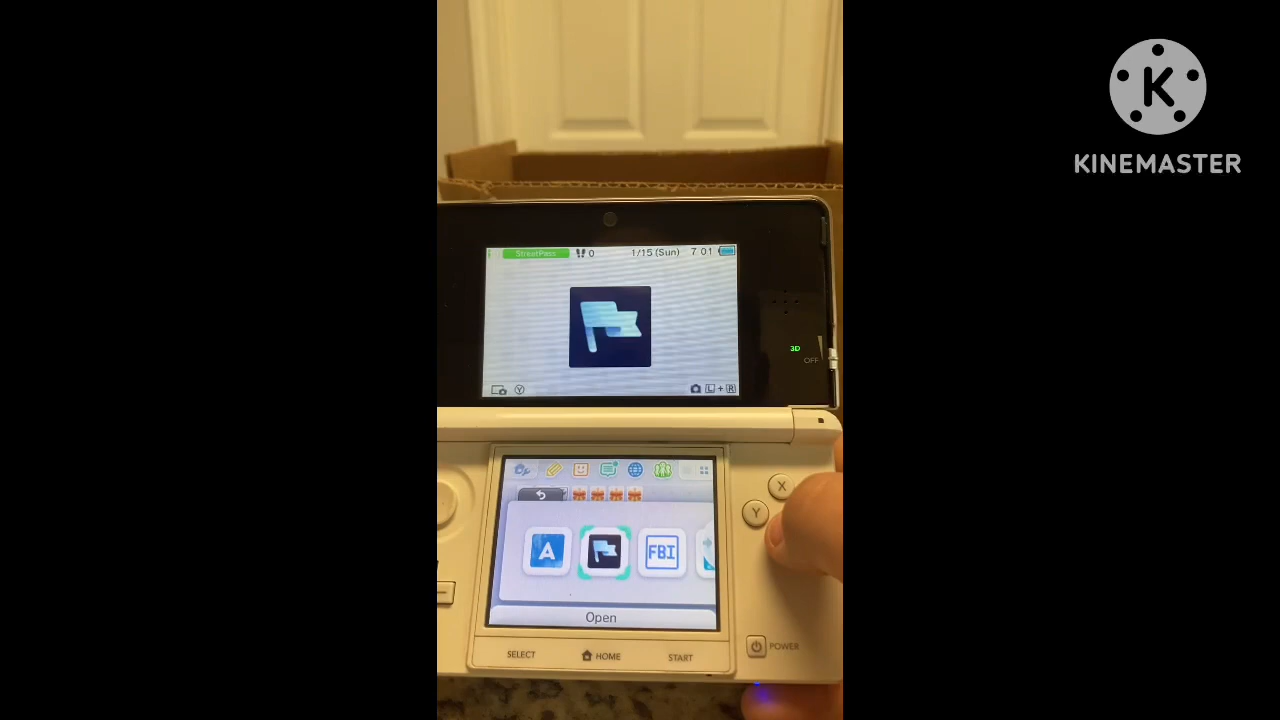 K
KINEMASTER
StreetPass 0 1/15 (Sun) 7 01
Y L + R
3D
OFF
A FBI
Open
X
Y
SELECT HOME START
POWER